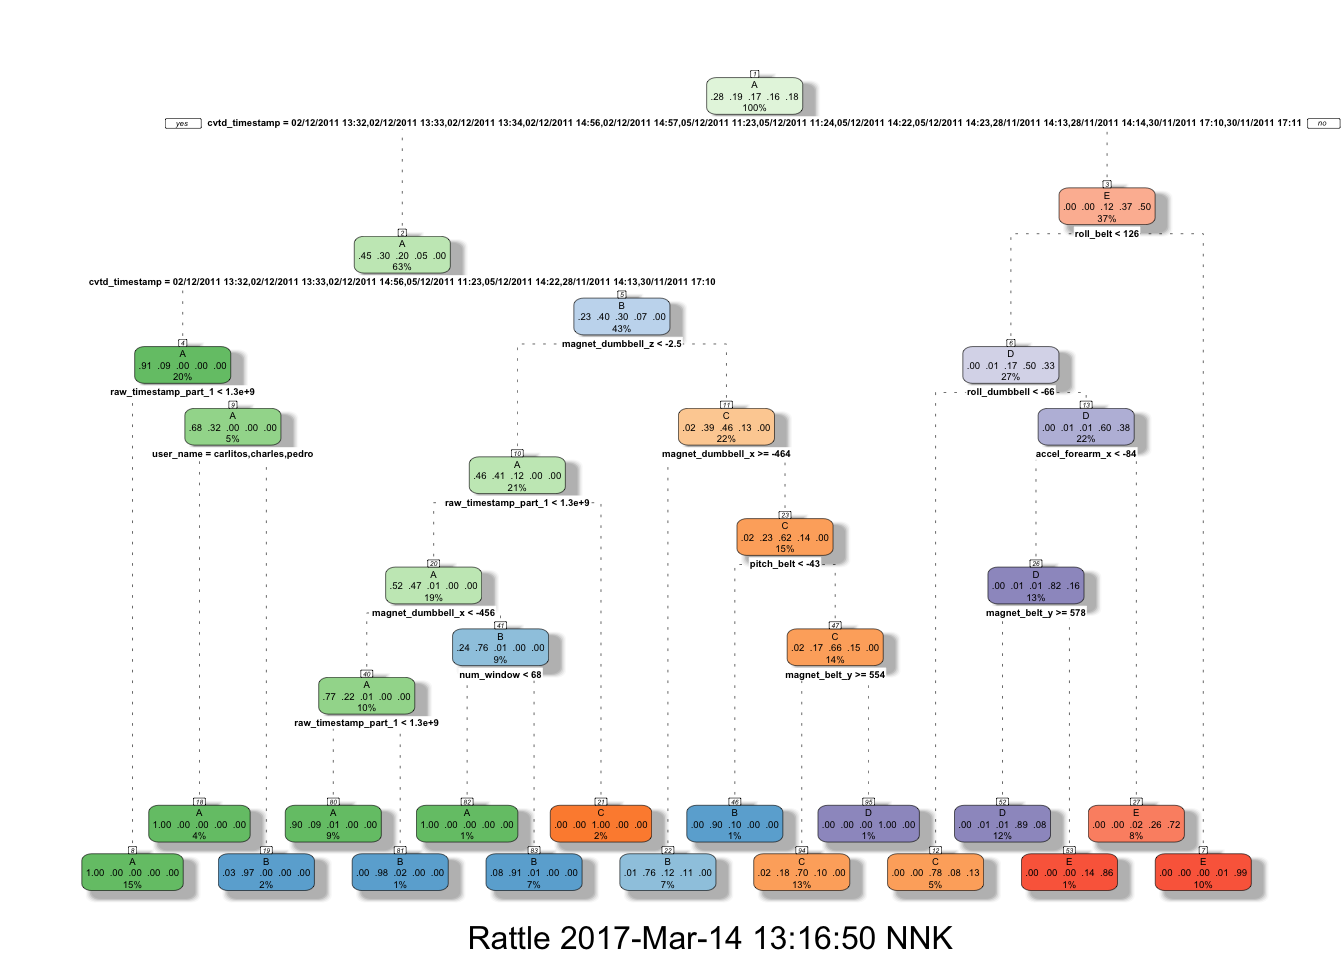 1
A
.28 .19 .17 .16 .18
100%
yes cvtd_timestamp = 02/12/2011 13:32,02/12/2011 13:33,02/12/2011 13:34,02/12/2011 14:56,02/12/2011 14:57,05/12/2011 11:23,05/12/2011 11:24,05/12/2011 14:22,05/12/2011 14:23,28/11/2011 14:13,28/11/2011 14:14,30/11/2011 17:10,30/11/2011 17:11 no
3
E
.00 .00 .12 .37 .50
37%
roll_belt < 126
2
A
.45 .30 .20 .05 .00
63%
cvtd_timestamp = 02/12/2011 13:32,02/12/2011 13:33,02/12/2011 14:56,05/12/2011 11:23,05/12/2011 14:22,28/11/2011 14:13,30/11/2011 17:10
5
B
.23 .40 .30 .07 .00
43%
magnet_dumbbell_z < -2.5
4
A
.91 .09 .00 .00 .00
20%
raw_timestamp_part_1 < 1.3e+9
6
D
.00 .01 .17 .50 .33
27%
roll_dumbbell < -66
9
A
.68 .32 .00 .00 .00
5%
user_name = carlitos,charles,pedro
11
C
.02 .39 .46 .13 .00
22%
magnet_dumbbell_x >= -464
13
D
.00 .01 .01 .60 .38
22%
accel_forearm_x < -84
10
A
.46 .41 .12 .00 .00
21%
raw_timestamp_part_1 < 1.3e+9
23
C
.02 .23 .62 .14 .00
15%
pitch_belt < -43
20
A
.52 .47 .01 .00 .00
19%
magnet_dumbbell_x < -456
26
D
.00 .01 .01 .82 .16
13%
magnet_belt_y >= 578
41
B
.24 .76 .01 .00 .00
9%
num_window < 68
47
C
.02 .17 .66 .15 .00
14%
magnet_belt_y >= 554
40
A
.77 .22 .01 .00 .00
10%
raw_timestamp_part_1 < 1.3e+9
18
A
1.00 .00 .00 .00 .00
4%
80
A
.90 .09 .01 .00 .00
9%
82
A
1.00 .00 .00 .00 .00
1%
21
C
.00 .00 1.00 .00 .00
2%
46
B
.00 .90 .10 .00 .00
1%
95
D
.00 .00 .00 1.00 .00
1%
52
D
.00 .01 .01 .89 .08
12%
27
E
.00 .00 .02 .26 .72
8%
8
A
1.00 .00 .00 .00 .00
15%
19
B
.03 .97 .00 .00 .00
2%
81
B
.00 .98 .02 .00 .00
1%
83
B
.08 .91 .01 .00 .00
7%
22
B
.01 .76 .12 .11 .00
7%
94
C
.02 .18 .70 .10 .00
13%
12
C
.00 .00 .78 .08 .13
5%
53
E
.00 .00 .00 .14 .86
1%
7
E
.00 .00 .00 .01 .99
10%
Rattle 2017-Mar-14 13:16:50 NNK